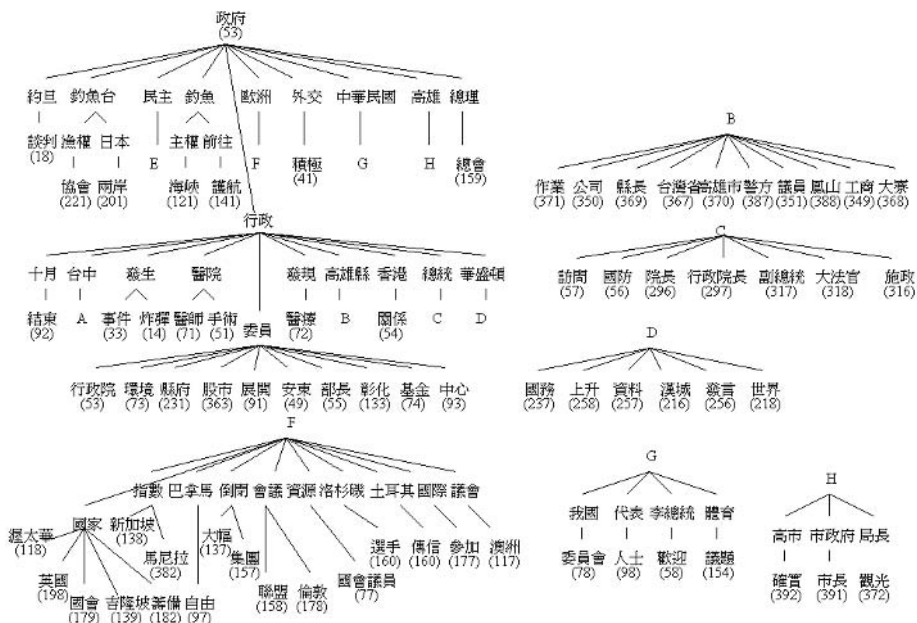 政府
(53)
約旦 釣魚台 民主 釣魚 歐洲 外交 中華民國 高雄 總理
談判 漁權 日本 E 主權 前往 F 積極 G H 總會
(18) (41) (159)
協會 兩岸 海峽 護航
(221) (201) (121) (141)
行政
十月 台中 發生 醫院 發現 高雄縣 香港 總統 華盛頓
結束 A 事件 炸彈 醫師 手術 醫療 B 關係 C D
(92) (33) (14) (71) (51) (72) (54)
委員
行政院 環境 縣府 股市 展開 安東 部長 彰化 基金 中心
(53) (73) (231) (363) (91) (49) (55) (133) (74) (93)
B
作業 公司 縣長 台灣省 高雄市 警方 議員 鳳山 工商 大寮
(371) (350) (369) (367) (370) (387) (351) (388) (349) (368)
C
訪問 國防 院長 行政院長 副總統 大法官 施政
(57) (56) (296) (297) (317) (318) (316)
D
國務 上升 資料 漢城 發言 世界
(237) (258) (257) (216) (256) (218)
F
指數 巴拿馬 倒閉 會議 資源 洛杉磯 土耳其 國際 議會
渥太華 國家 新加坡 大幅
(118) (138) (137)
馬尼拉 集團 選手 傳信 參加 澳洲
(382) (157) (160) (160) (177) (117)
英國 聯盟 倫敦 國會議員
(198) (158) (178) (77)
國會 吉隆坡 籌備 自由
(179) (139) (182) (97)
G
我國 代表 李總統 體育
委員會 人士 歡迎 議題
(78) (98) (58) (154)
H
高市 市政府 局長
確實 市長 觀光
(392) (391) (372)